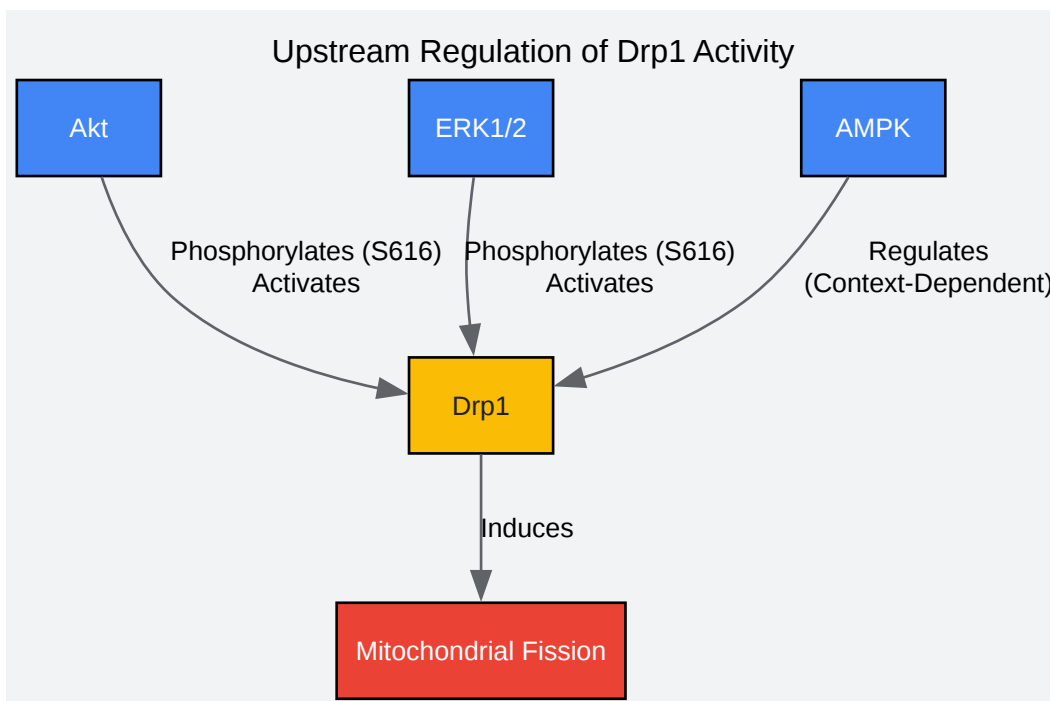 Upstream Regulation of Drp1 Activity
Akt
ERK1/2
AMPK
Phosphorylates (S616)
Activates
Phosphorylates (S616)
Activates
Regulates
(Context-Dependent)
Drp1
Induces
Mitochondrial Fission